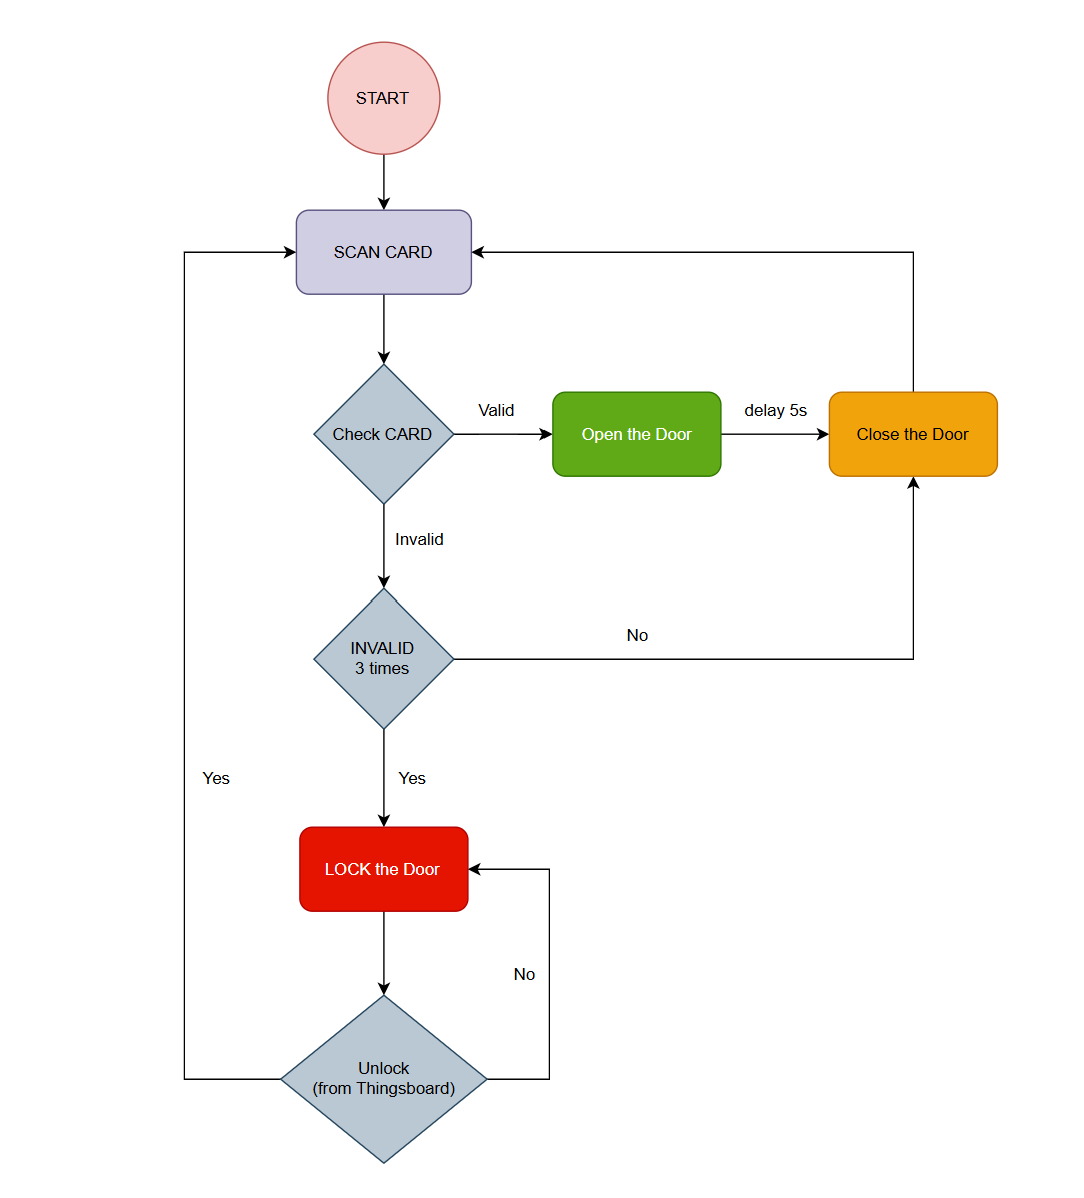 START
SCAN CARD
Check CARD
Valid
Open the Door
delay 5s
Close the Door
Invalid
INVALID
3 times
No
Yes
Yes
LOCK the Door
No
Unlock
(from Thingsboard)